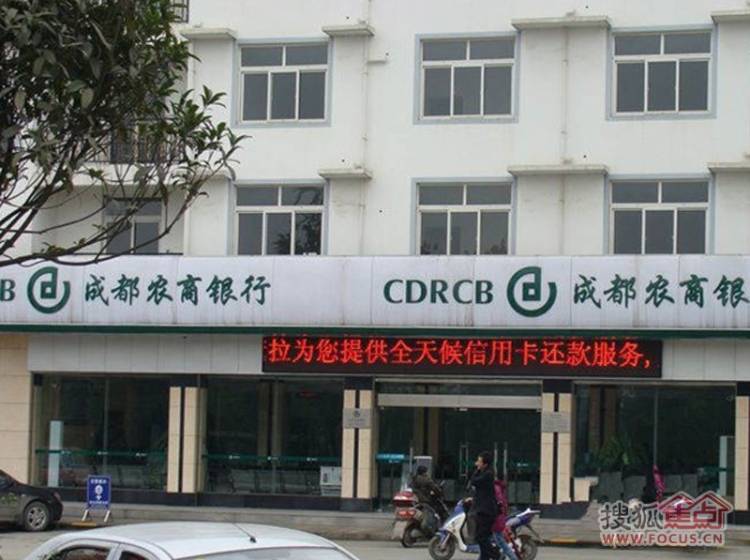 B 成都农商银行
CDRCB 成都农商银
拉为您提供全天候信用卡还款服务,
搜狐焦点
WWW.FOCUS.CN